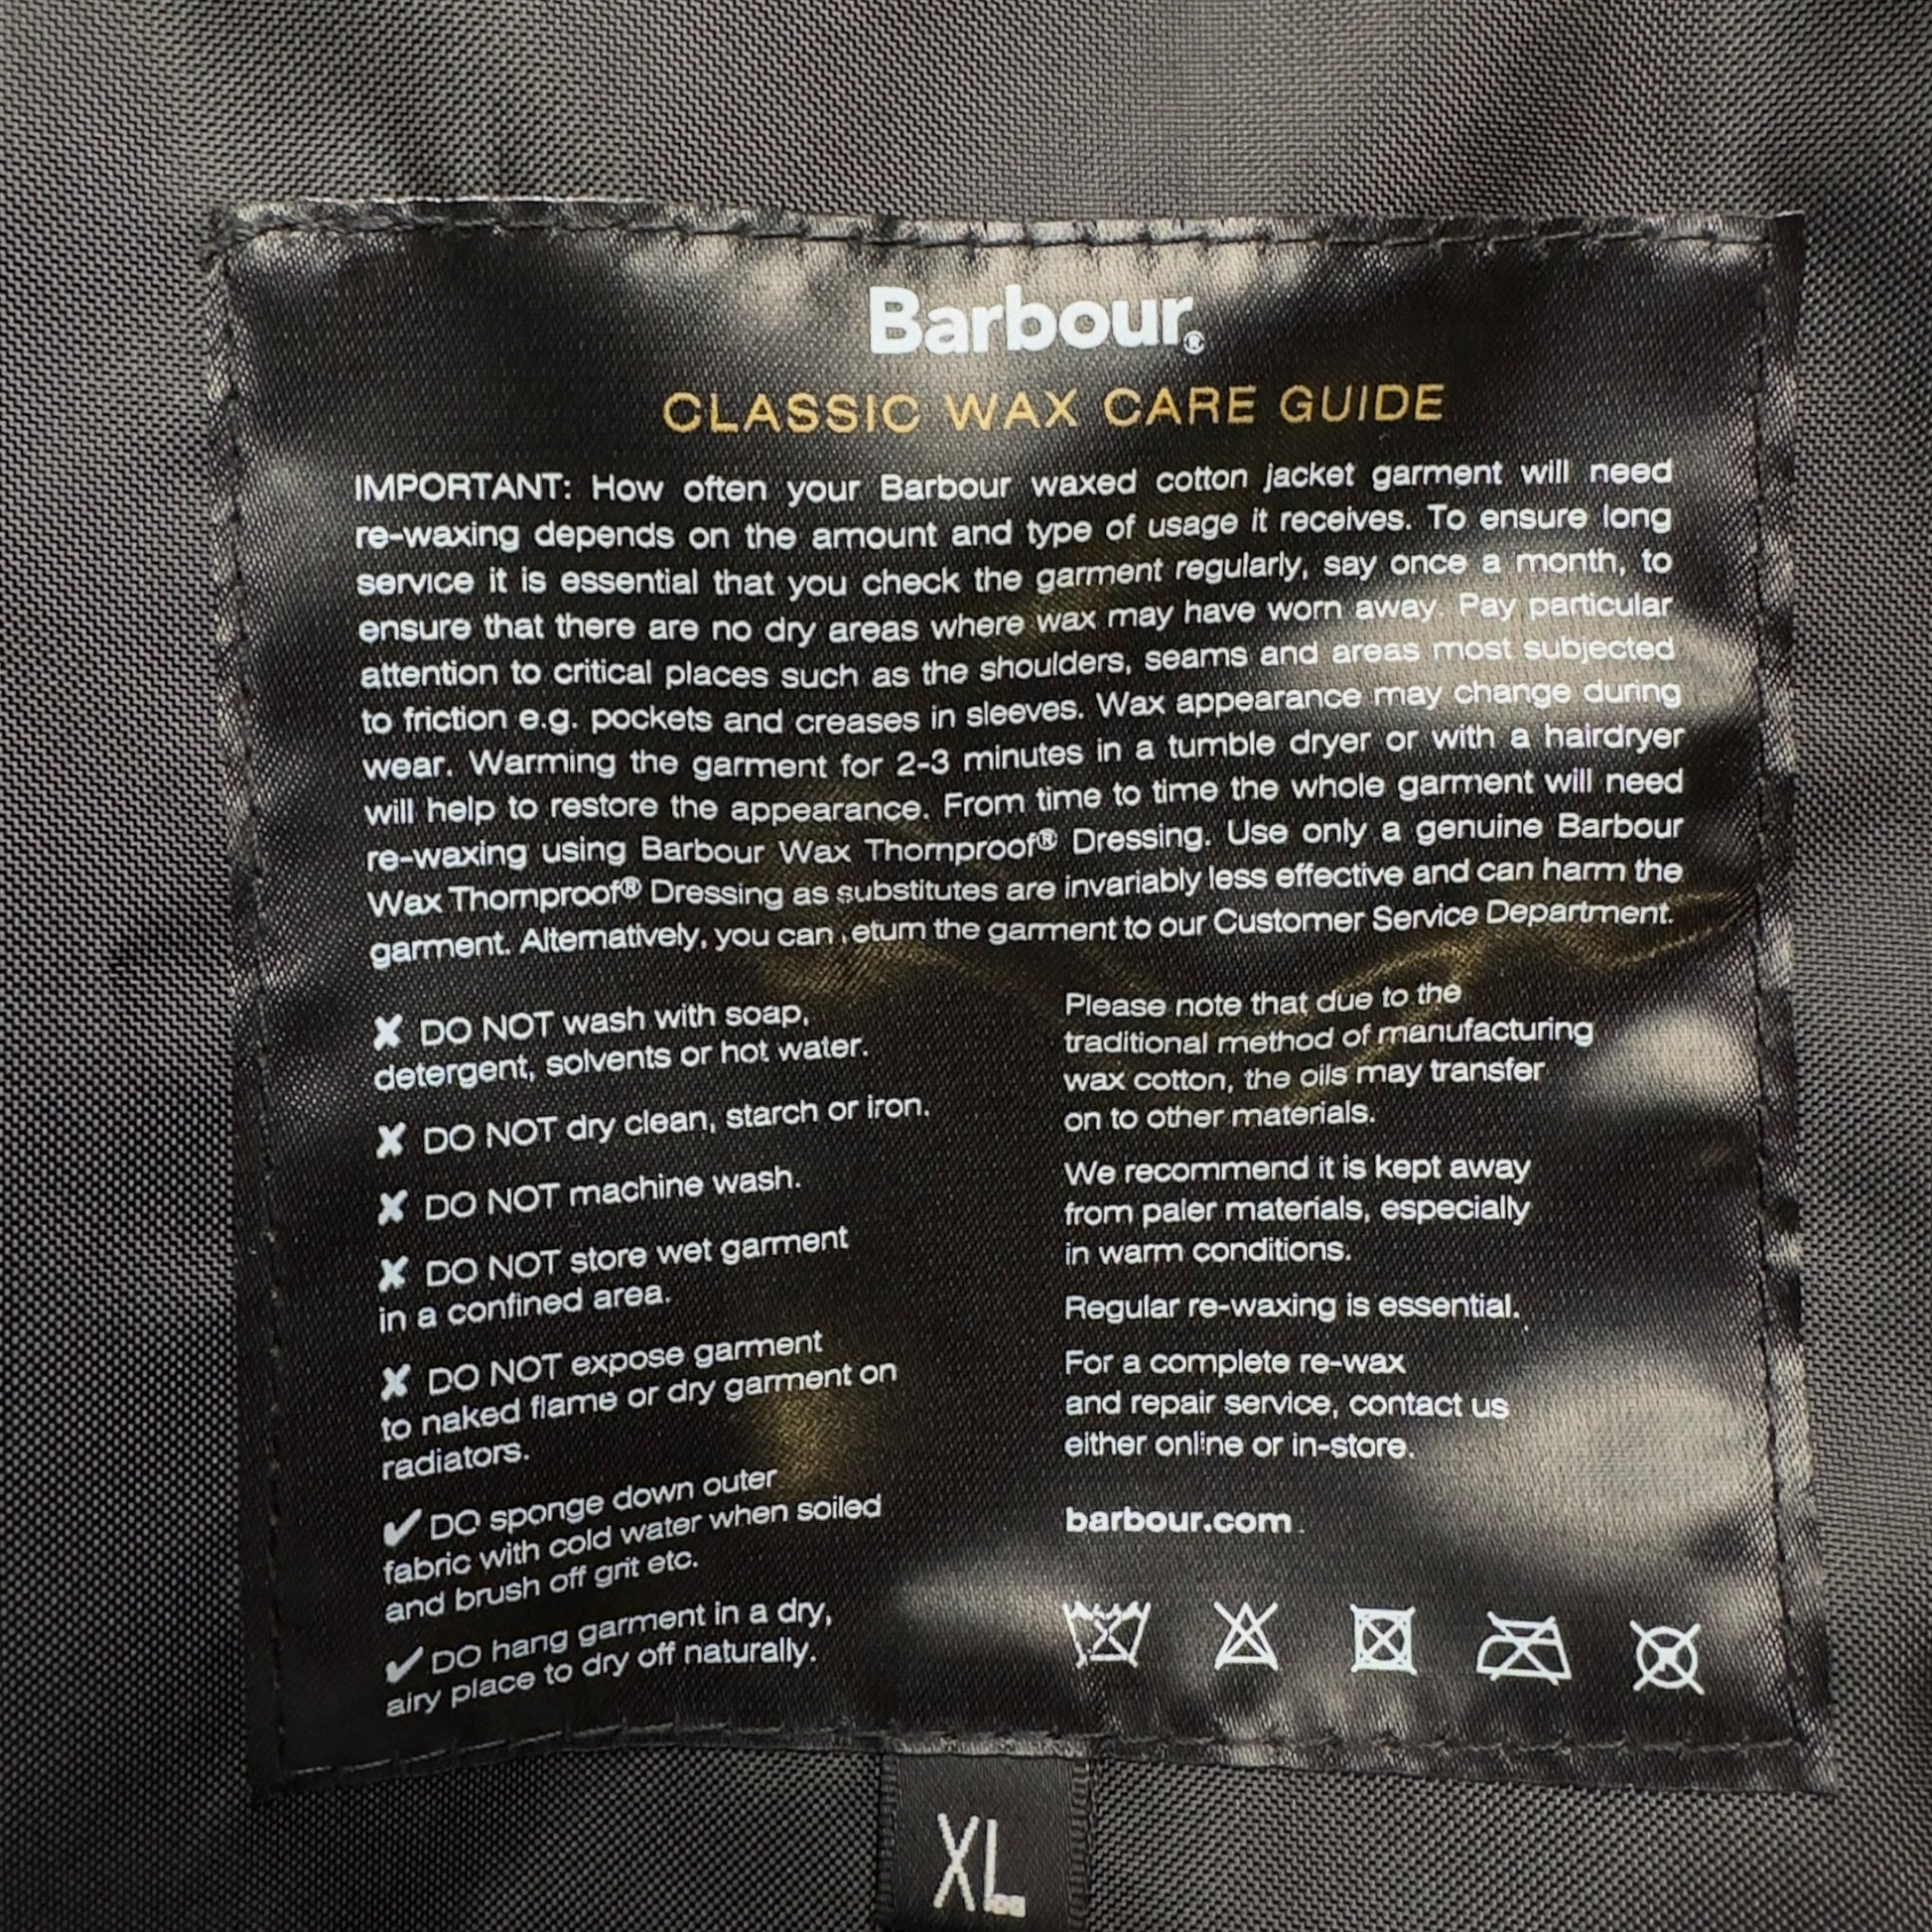 Barbour®
CLASSIC WAX CARE GUIDE
IMPORTANT: How often your Barbour waxed cotton jacket garment will need
re-waxing depends on the amount and type of usage it receives. To ensure long
service it is essential that you check the garment regularly, say once a month, to
ensure that there are no dry areas where wax may have worn away. Pay particular
attention to critical places such as the shoulders, seams and areas most subjected
to friction e.g. pockets and creases in sleeves. Wax appearance may change during
wear. Warming the garment for 2-3 minutes in a tumble dryer or with a hairdryer
will help to restore the appearance. From time to time the whole garment will need
re-waxing using Barbour Wax Thornproof® Dressing. Use only a genuine Barbour
Wax Thornproof® Dressing as substitutes are invariably less effective and can harm the
garment. Alternatively, you can return the garment to our Customer Service Department.
✘ DO NOT wash with soap,
detergent, solvents or hot water.
✘ DO NOT dry clean, starch or iron.
✘ DO NOT machine wash.
✘ DO NOT store wet garment
in a confined area.
✘ DO NOT expose garment
to naked flame or dry garment on
radiators.
✔ DO sponge down outer
fabric with cold water when soiled
and brush off grit etc.
✔ DO hang garment in a dry,
airy place to dry off naturally.
Please note that due to the
traditional method of manufacturing
wax cotton, the oils may transfer
on to other materials.
We recommend it is kept away
from paler materials, especially
in warm conditions.
Regular re-waxing is essential.
For a complete re-wax
and repair service, contact us
either online or in-store.
barbour.com
XL